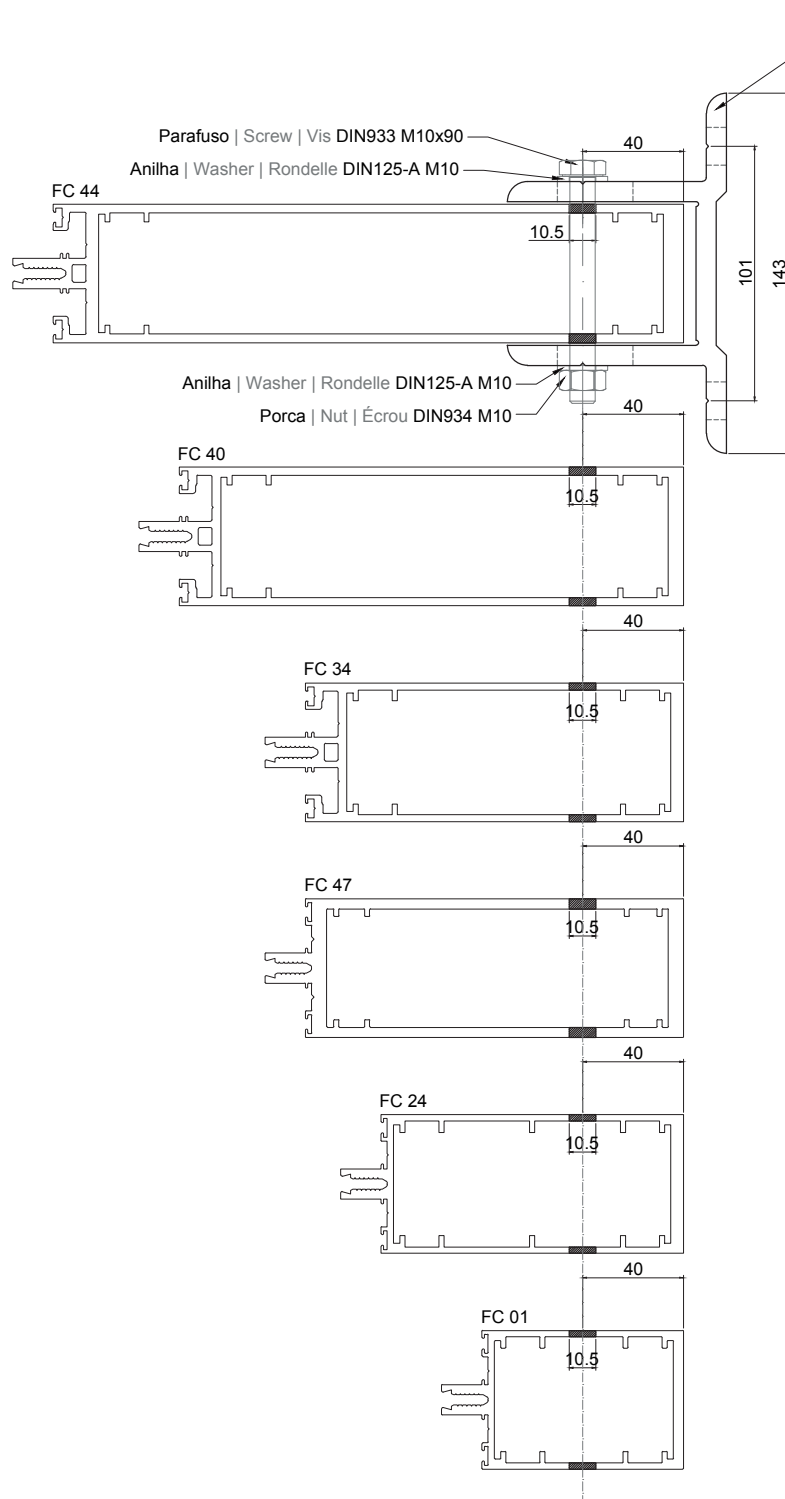 Parafuso | Screw | Vis DIN933 M10x90
40
Anilha | Washer | Rondelle DIN125-A M10
FC 44
10.5
101
143
Anilha | Washer | Rondelle DIN125-A M10
Porca | Nut | Écrou DIN934 M10
40
FC 40
10.5
40
FC 34
10.5
40
FC 47
10.5
40
FC 24
10.5
40
FC 01
10.5